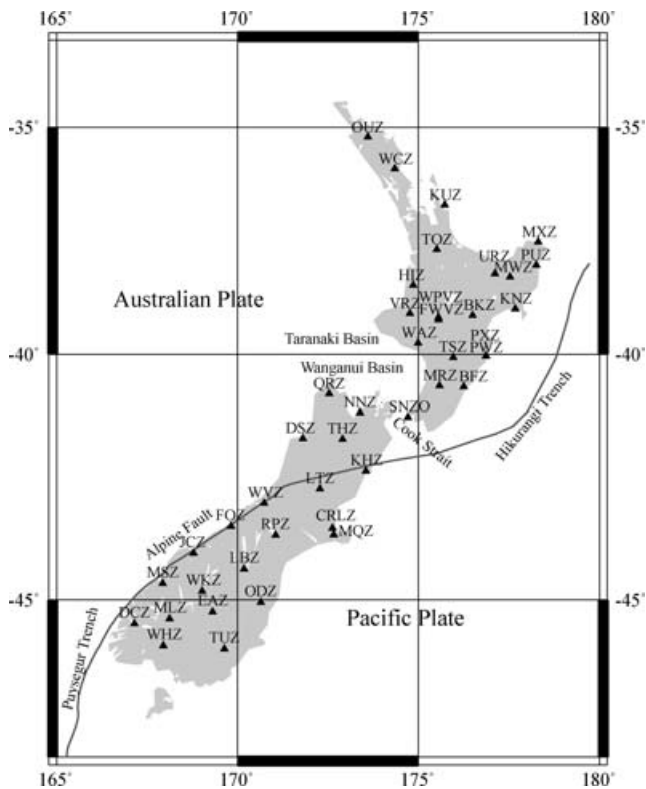 165° 170° 175° 180°
-35° -35°
OUZ
WCZ
KUZ
TOZ
MXZ
URZ PUZ
MWZ
HIZ
Australian Plate
VRZ WPVZ
FWVZ BKZ KNZ
Taranaki Basin
WAZ
PXZ
TSZ PWZ
-40° -40°
Wanganui Basin
QRZ
MRZ BFZ
NNZ SNZO
DSZ THZ
Cook Strait
Hikurangi Trench
KHZ
LTZ
WVZ
FOZ RPZ CRLZ
MQZ
Alpine Fault
JCZ
MSZ WKZ LBZ
-45° -45°
DCZ MLZ EAZ ODZ
Pacific Plate
WHZ TUZ
Puysegur Trench
165° 170° 175° 180°